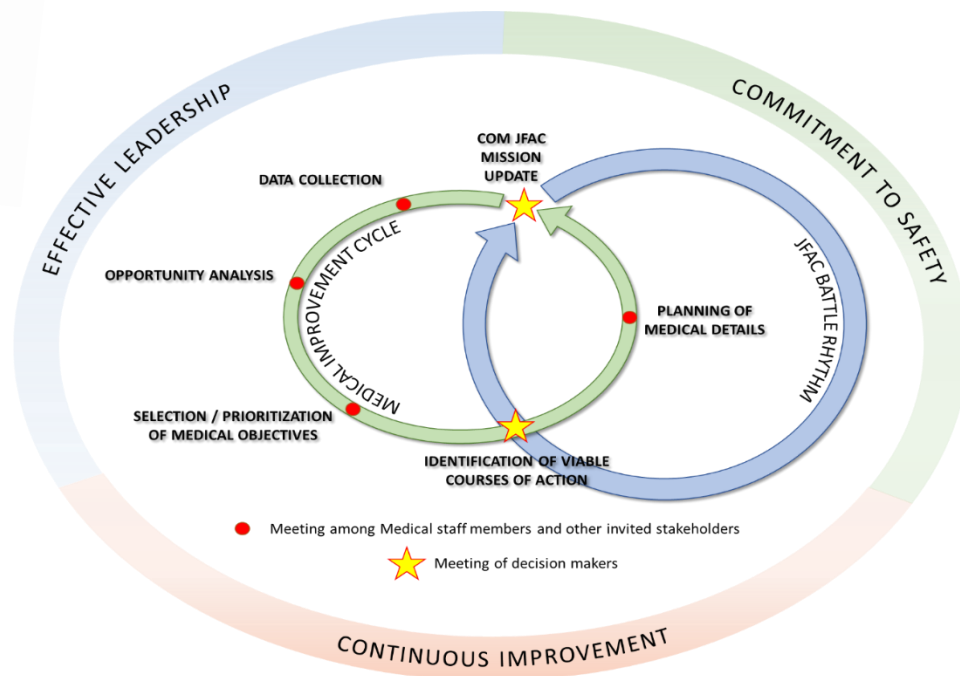 EFFECTIVE LEADERSHIP
COMMITMENT TO SAFETY
COM JFAC
MISSION
UPDATE
DATA COLLECTION
MEDICAL IMPROVEMENT CYCLE
JFAC BATTLE RHYTHM
OPPORTUNITY ANALYSIS
PLANNING OF
MEDICAL DETAILS
SELECTION / PRIORITIZATION
OF MEDICAL OBJECTIVES
IDENTIFICATION OF VIABLE
COURSES OF ACTION
Meeting among Medical staff members and other invited stakeholders
Meeting of decision makers
CONTINUOUS IMPROVEMENT